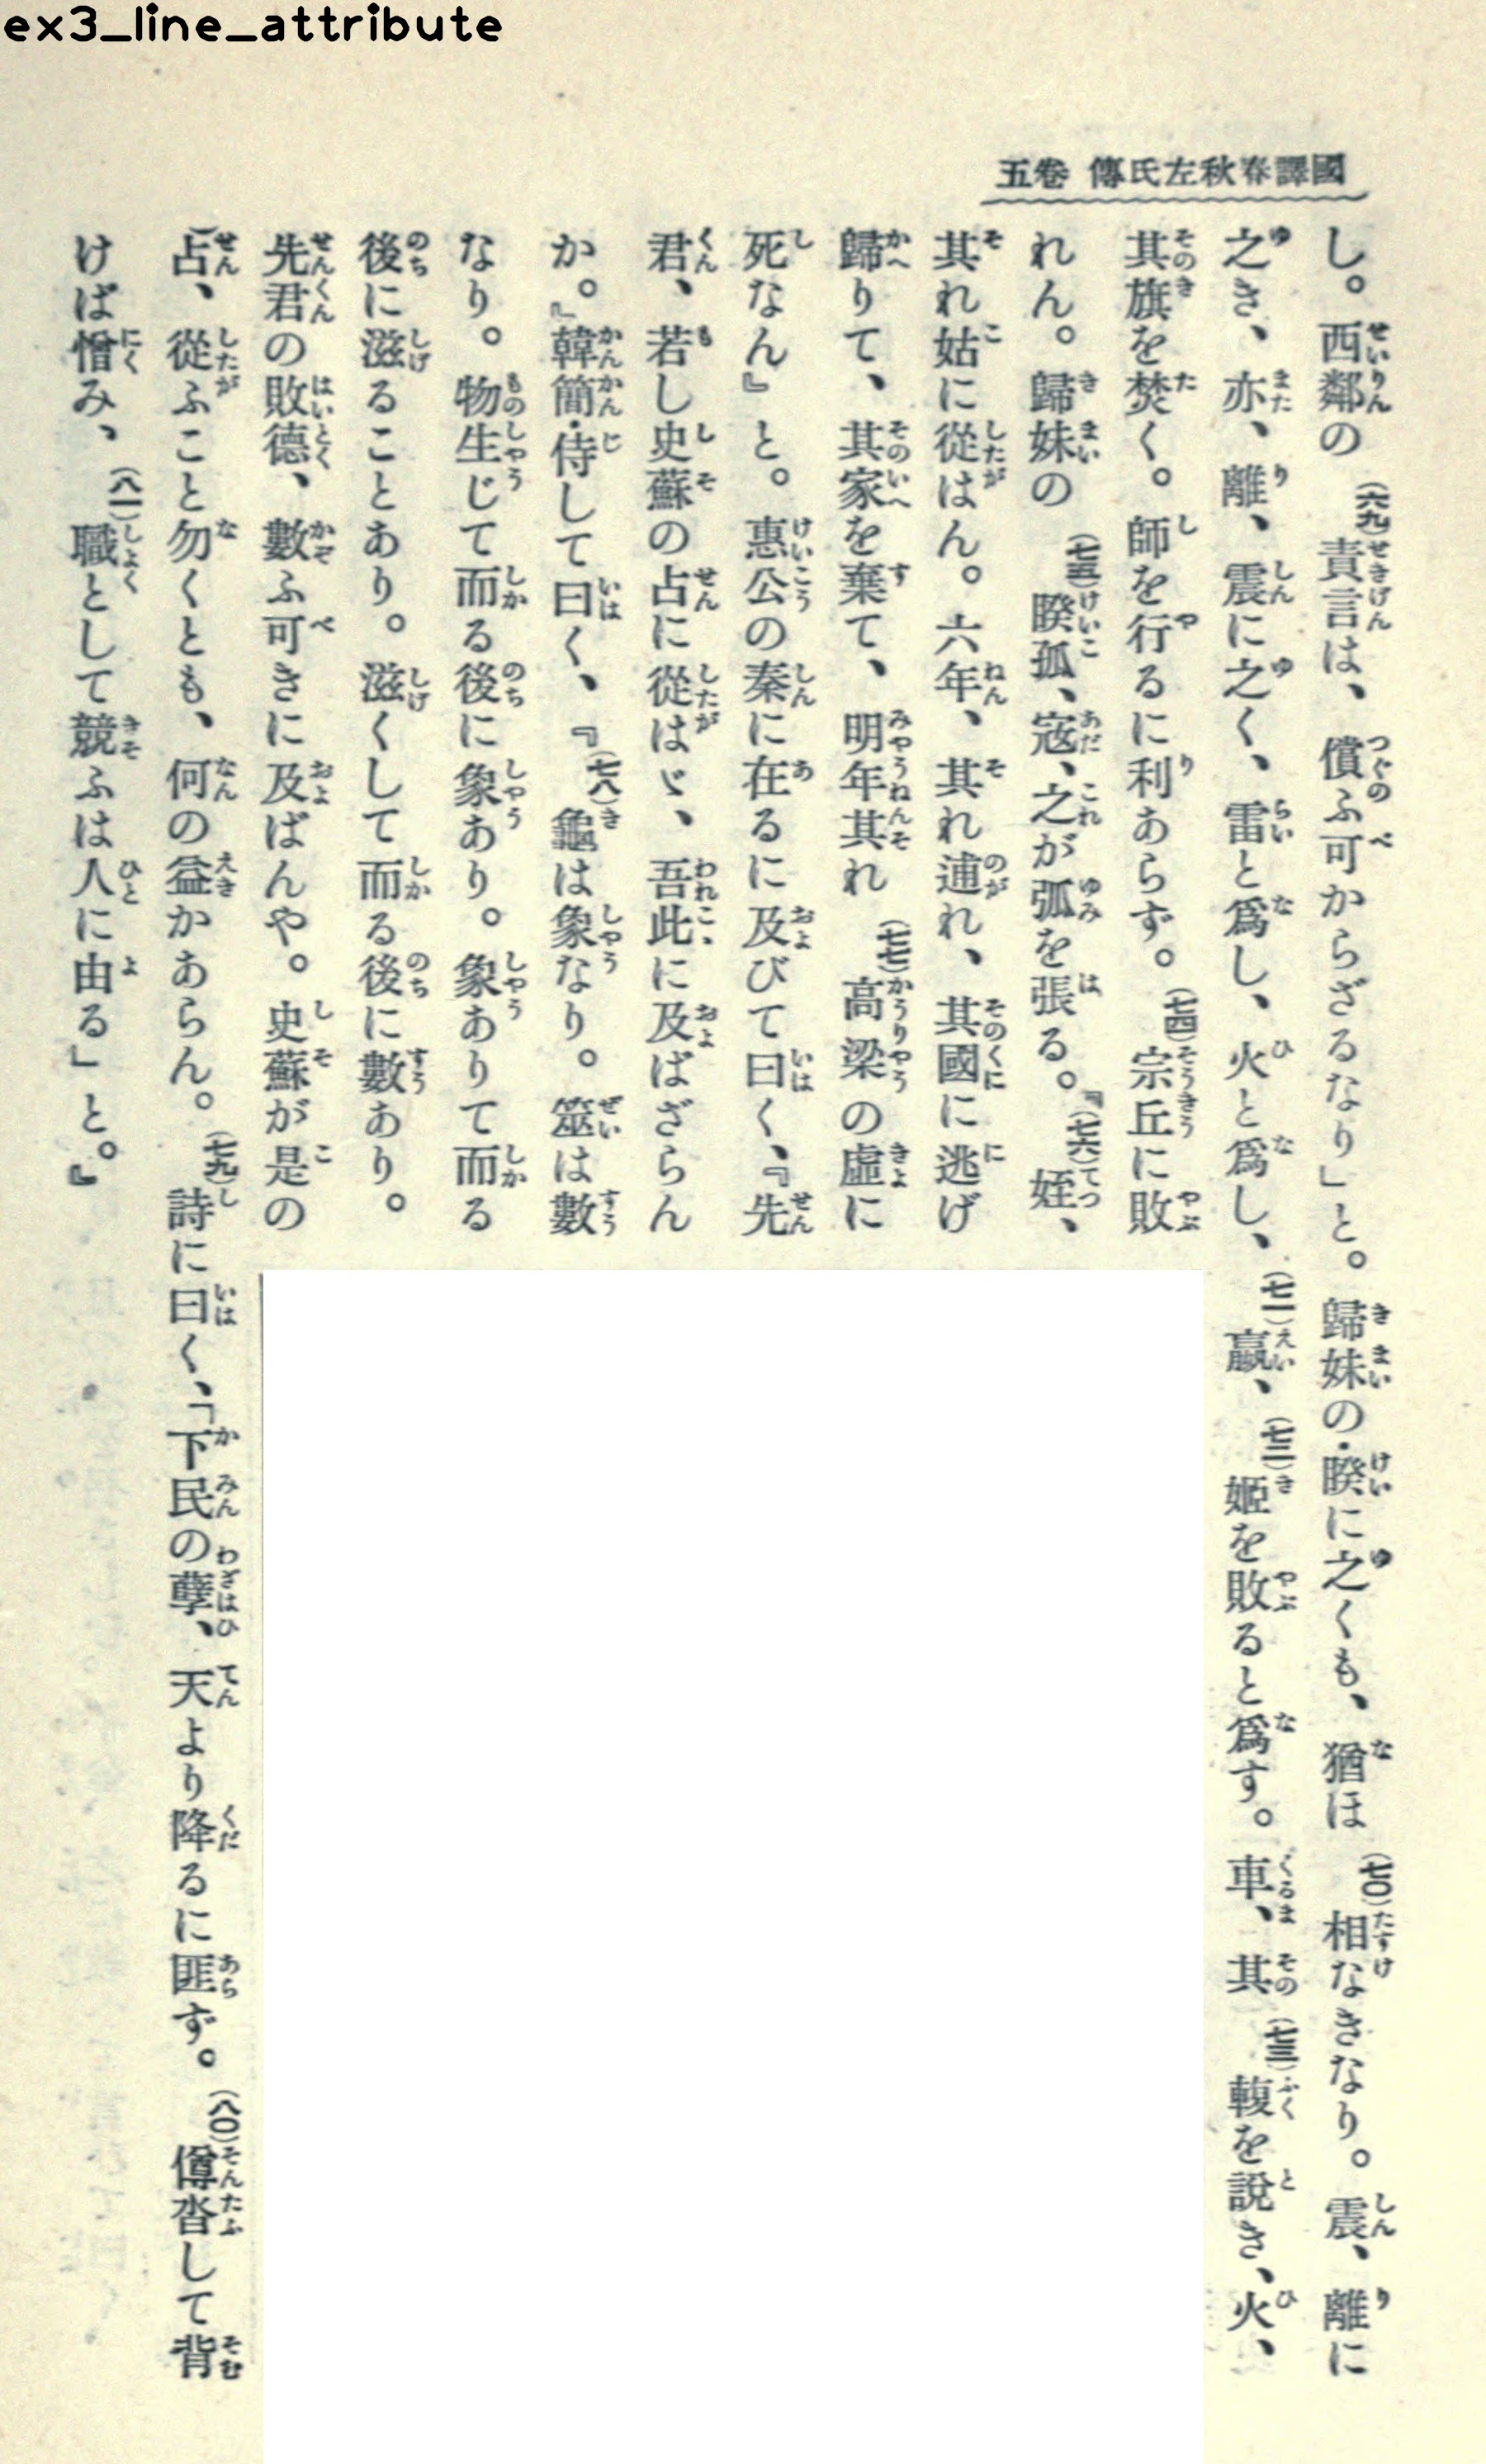 ex3_line_attribute
國譯春秋左氏傳 卷五
し。西鄰の(六九)責言は、償ふ可からざるなり」と。歸妹の・睽に之くも、猶ほ(七〇)相なきなり。震、離に
之き、亦、離、震に之く、雷と爲し、火と爲し、(七一)嬴、(七二)姬を敗ると爲す。車、其(七三)輹を說き、火、
其旗を焚く。師を行るに利あらず。(七四)宗丘に敗
れん。歸妹の(七五)睽孤、寇、之が弧を張る。『(七六)姪、
其れ姑に從はん。六年、其れ逋れ、其國に逃げ
歸りて、其家を棄て、明年其れ(七七)高梁の虛に
死なん』と。惠公の秦に在るに及びて曰く、『先
君、若し史蘇の占に從はゞ、吾此に及ばざらん
か。』韓簡・侍して曰く、『(七八)龜は象なり。筮は數
なり。物生じて而る後に象あり。象ありて而る
後に滋ることあり。滋くして而る後に數あり。
先君の敗德、數ふ可きに及ばんや。史蘇が是の
占、從ふこと勿くとも、何の益かあらん。(七九)詩に曰く、「下民の孽、天より降るに匪ず。(八〇)僔沓して背
けば憎み、(八一)職として競ふは人に由る」と。』